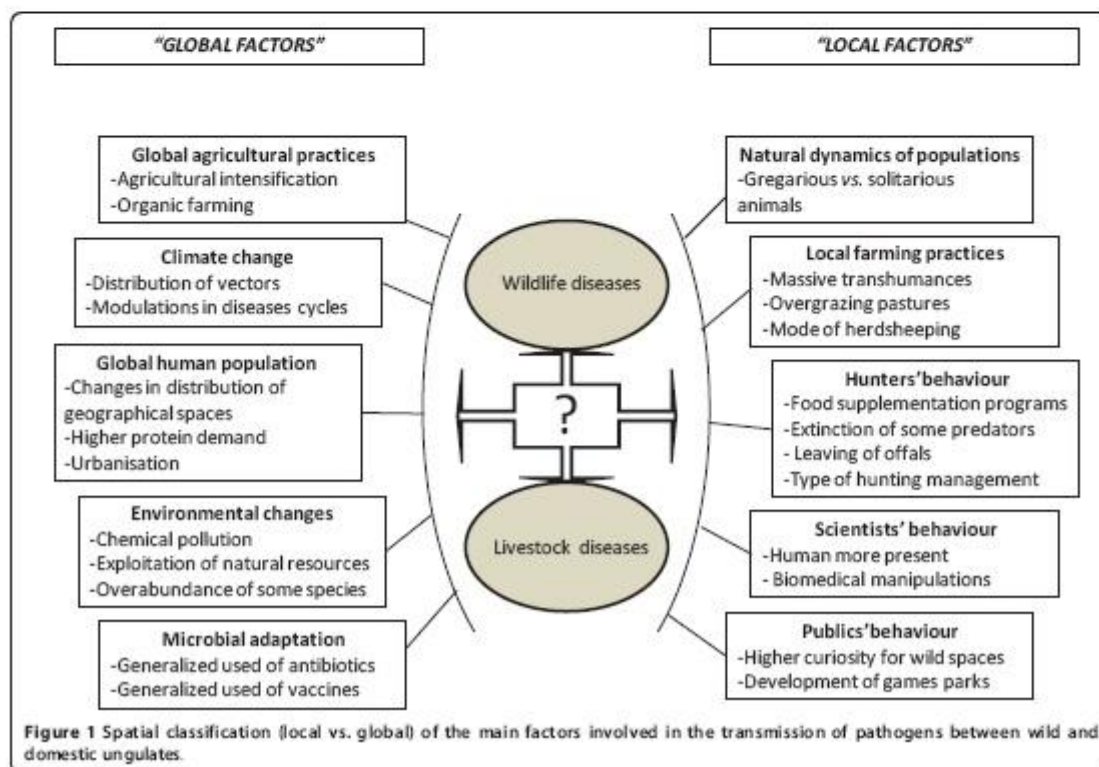 "GLOBAL FACTORS"
"LOCAL FACTORS"
Global agricultural practices
-Agricultural intensification
-Organic farming
Climate change
-Distribution of vectors
-Modulations in diseases cycles
Global human population
-Changes in distribution of
geographical spaces
-Higher protein demand
-Urbanisation
Environmental changes
-Chemical pollution
-Exploitation of natural resources
-Overabundance of some species
Microbial adaptation
-Generalized used of antibiotics
-Generalized used of vaccines
Wildlife diseases
?
Livestock diseases
Natural dynamics of populations
-Gregarious vs. solitarious
animals
Local farming practices
-Massive transhumances
-Overgrazing pastures
-Mode of herdsheeping
Hunters'behaviour
-Food supplementation programs
-Extinction of some predators
- Leaving of offals
-Type of hunting management
Scientists' behaviour
-Human more present
-Biomedical manipulations
Publics'behaviour
-Higher curiosity for wild spaces
-Development of games parks
Figure 1 Spatial classification (local vs. global) of the main factors involved in the transmission of pathogens between wild and
domestic ungulates.